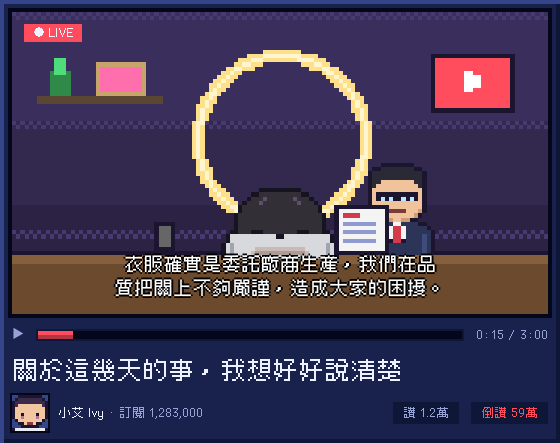 LIVE
衣服確實是委託廠商生產，我們在品
質把關上不夠嚴謹，造成大家的困擾。
0:15 / 3:00
關於這幾天的事，我想好好說清楚
小艾 Ivy · 訂閱 1,283,000
讚 1.2萬
倒讚 59萬